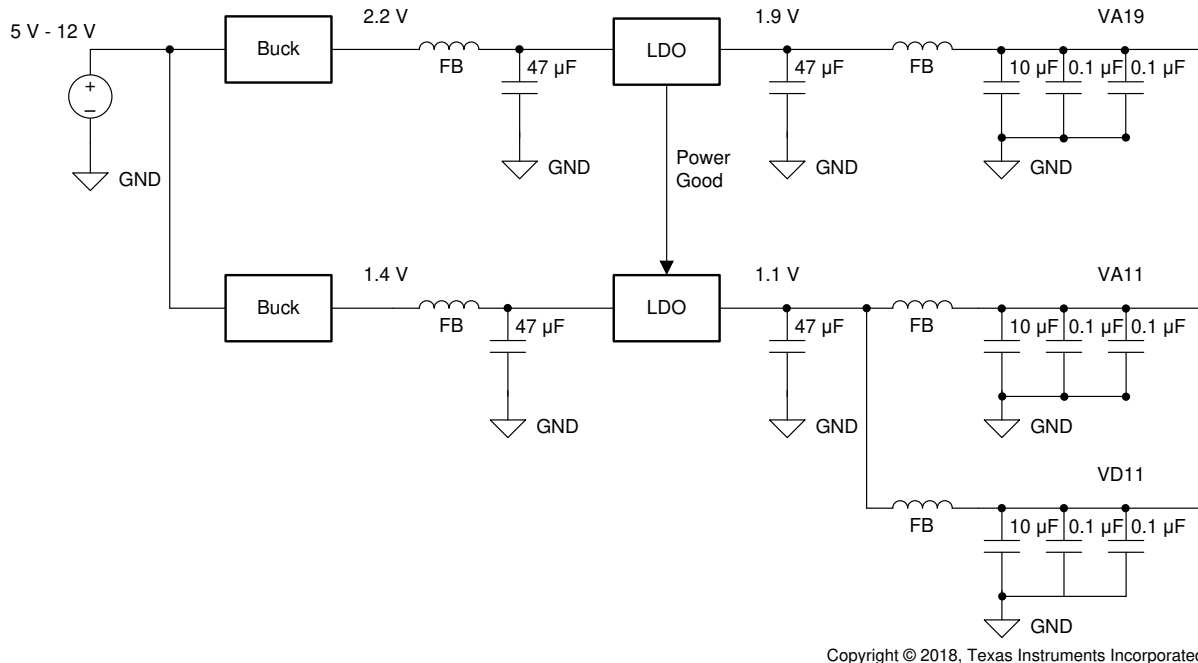 5 V - 12 V
2.2 V
1.9 V
VA19
Buck
LDO
FB
47 µF
47 µF
FB
10 µF 0.1 µF 0.1 µF
+
–
GND
GND
GND
GND
Power
Good
1.4 V
1.1 V
VA11
Buck
LDO
FB
47 µF
47 µF
FB
10 µF 0.1 µF 0.1 µF
GND
GND
GND
VD11
FB
10 µF 0.1 µF 0.1 µF
GND
Copyright © 2018, Texas Instruments Incorporated